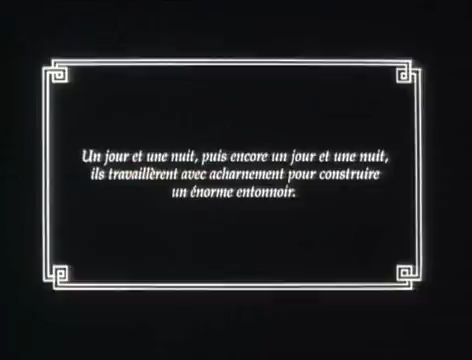 Un jour et une nuit, puis encore un jour et une nuit,
ils travaillèrent avec acharnement pour construire
un énorme entonnoir.